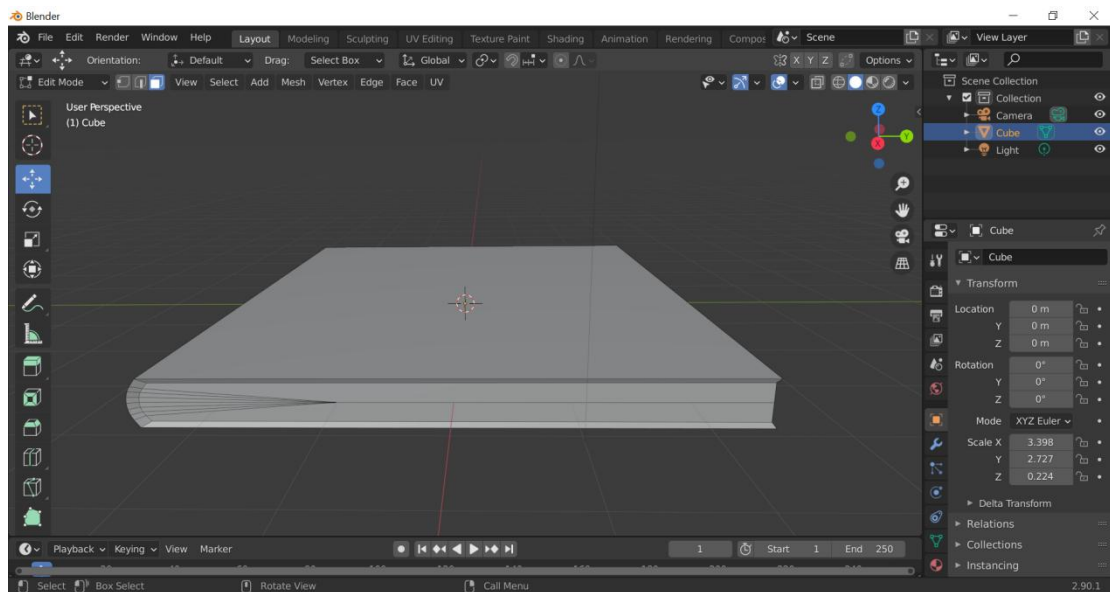 Blender
File Edit Render Window Help Layout Modeling Sculpting UV Editing Texture Paint Shading Animation Rendering Compos Scene View Layer
Orientation: Default Drag: Select Box Global X Y Z Options
Edit Mode View Select Add Mesh Vertex Edge Face UV
User Perspective
(1) Cube
Z
Y
X
Scene Collection
Collection
Camera
Cube
Light
Cube
Cube
Transform
Location 0 m
Y 0 m
Z 0 m
Rotation 0°
Y 0°
Z 0°
Mode XYZ Euler
Scale X 3.398
Y 2.727
Z 0.224
Delta Transform
Relations
Collections
Instancing
Playback Keying View Marker 1 Start 1 End 250
Select Box Select Rotate View Call Menu 2.90.1